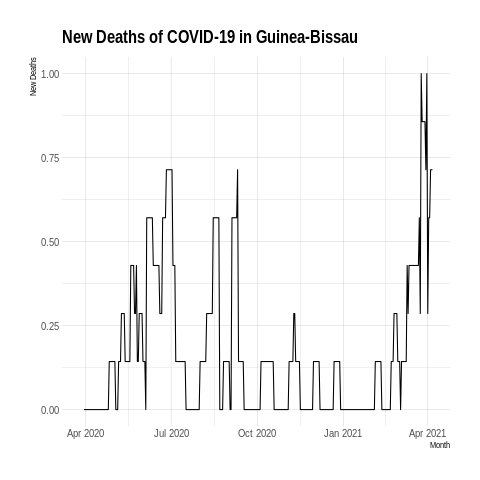 New Deaths of COVID-19 in Guinea-Bissau
New Deaths
1.00
0.75
0.50
0.25
0.00
Apr 2020 Jul 2020 Oct 2020 Jan 2021 Apr 2021
Month